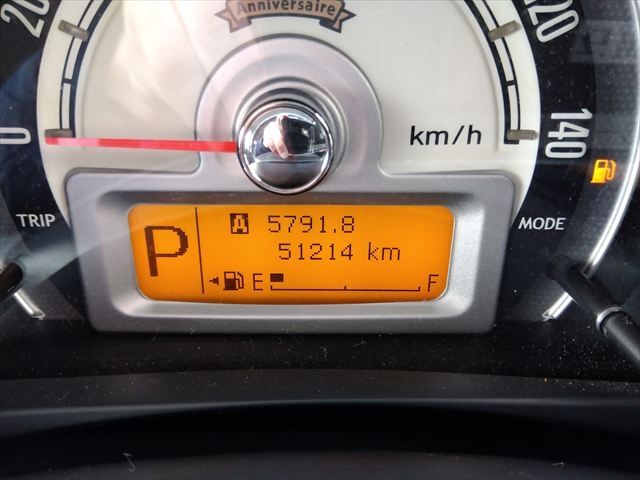 Anniversaire
20
120
0
km/h
140
TRIP
MODE
P
A 5791.8
51214 km
E F